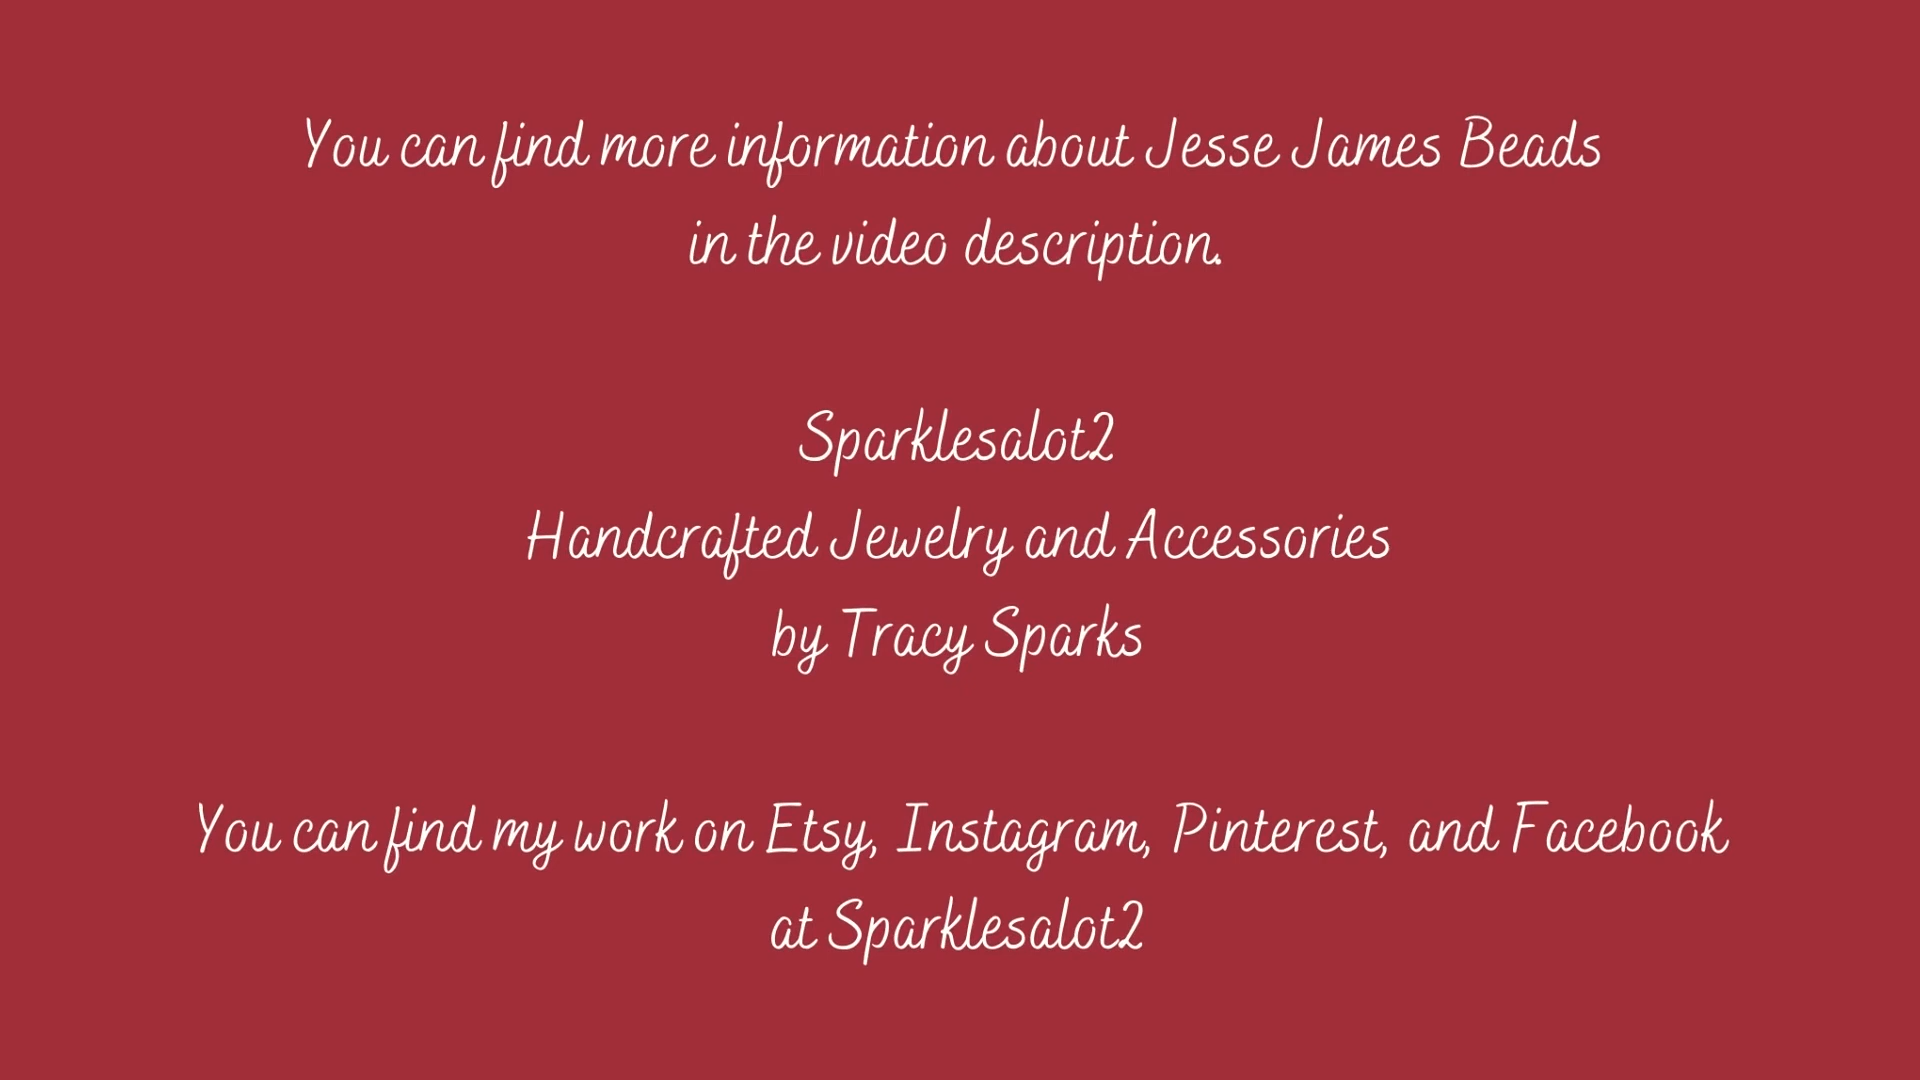 You can find more information about Jesse James Beads
in the video description.
Sparklesalot2
Handcrafted Jewelry and Accessories
by Tracy Sparks
You can find my work on Etsy, Instagram, Pinterest, and Facebook
at Sparklesalot2